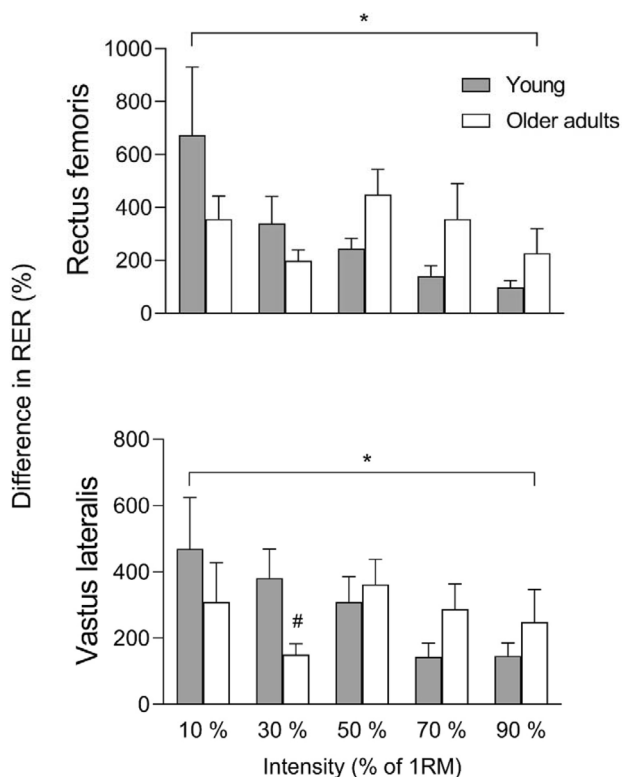 *
1000
800
600
400
200
0
Rectus femoris
Young
Older adults
Difference in RER (%)
*
800
600
400
200
0
Vastus lateralis
#
10 % 30 % 50 % 70 % 90 %
Intensity (% of 1RM)